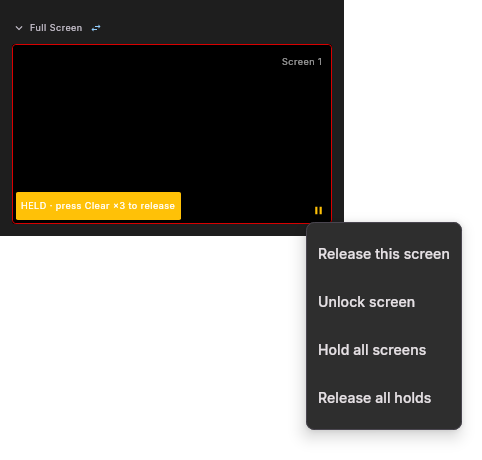 Full Screen
Screen 1
HELD · press Clear ×3 to release
Release this screen
Unlock screen
Hold all screens
Release all holds